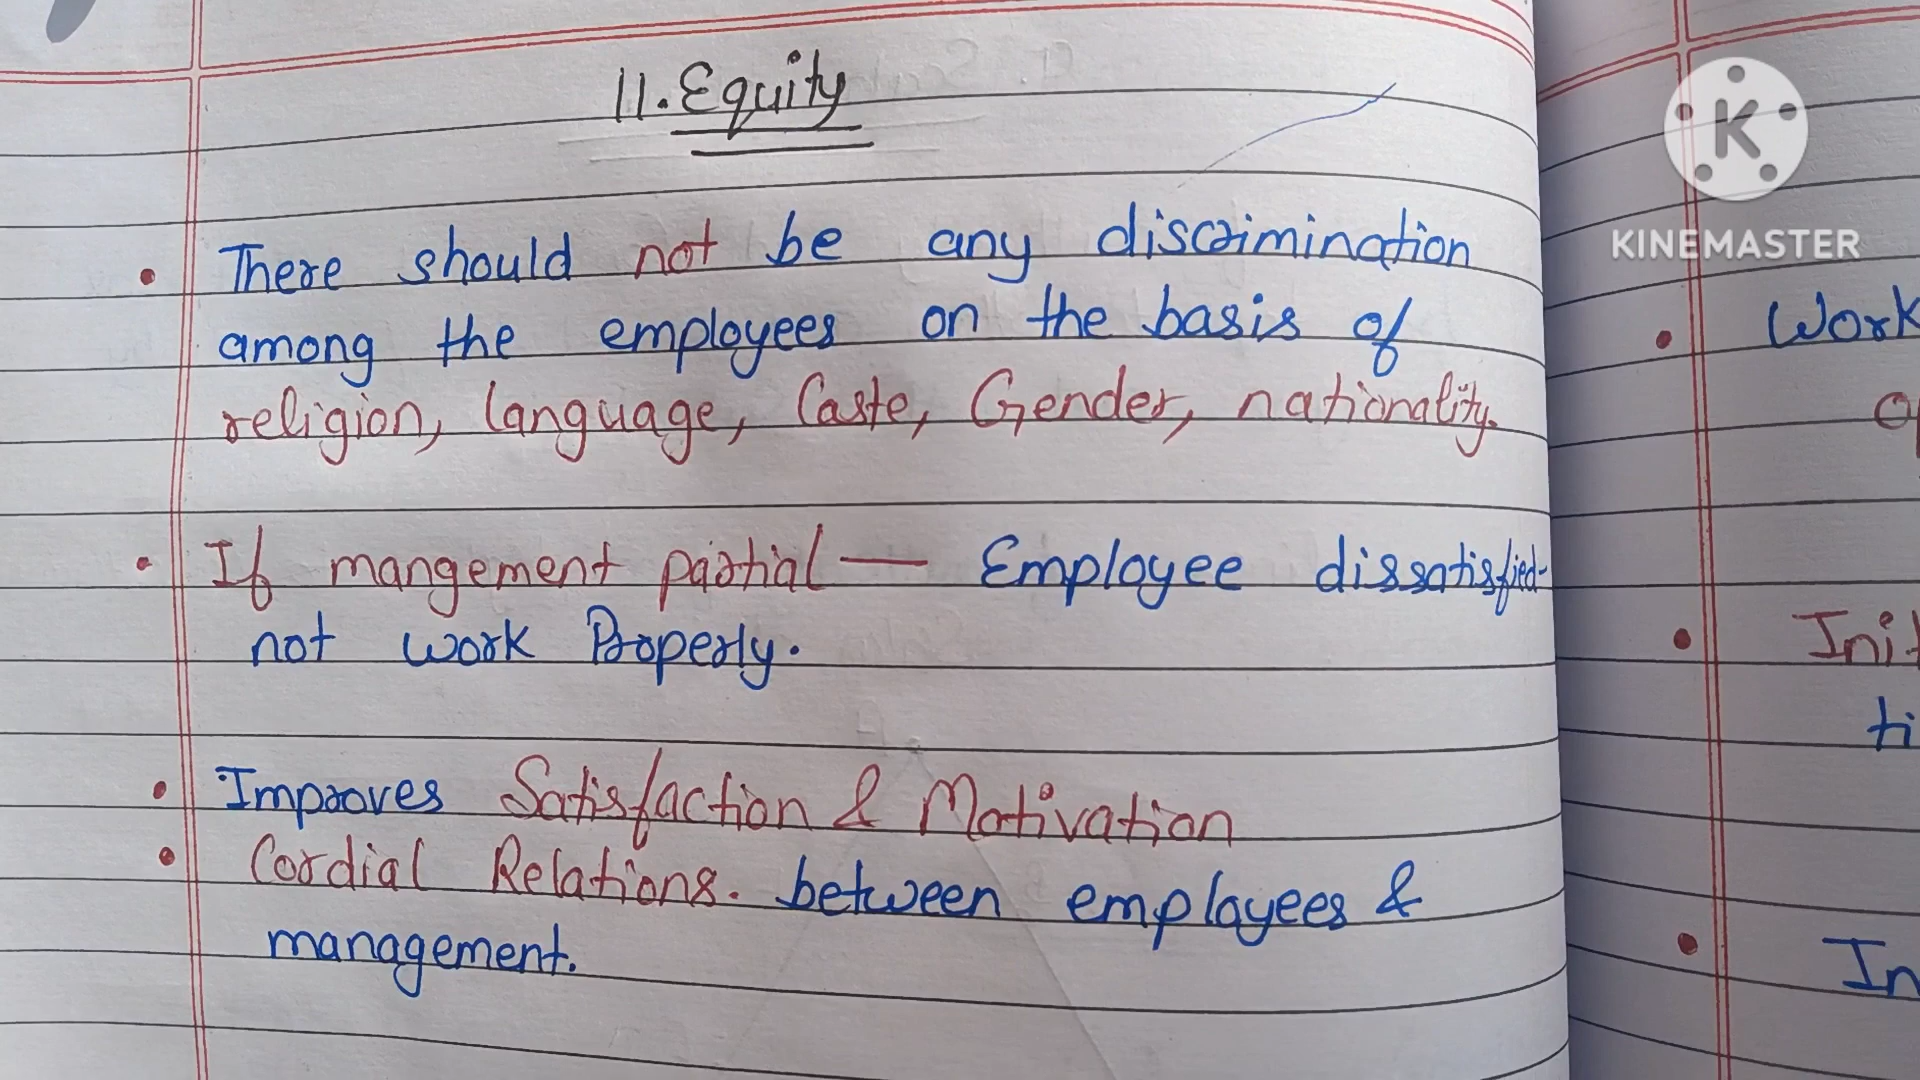 11. Equity
There should not be any discrimination
among the employees on the basis of
religion, language, Caste, Gender, nationality.
If mangement partial — Employee dissatisfied-
not work Properly.
Improves Satisfaction & Motivation
Cordial Relations. between employees &
management.
K
KINEMASTER
Work
In